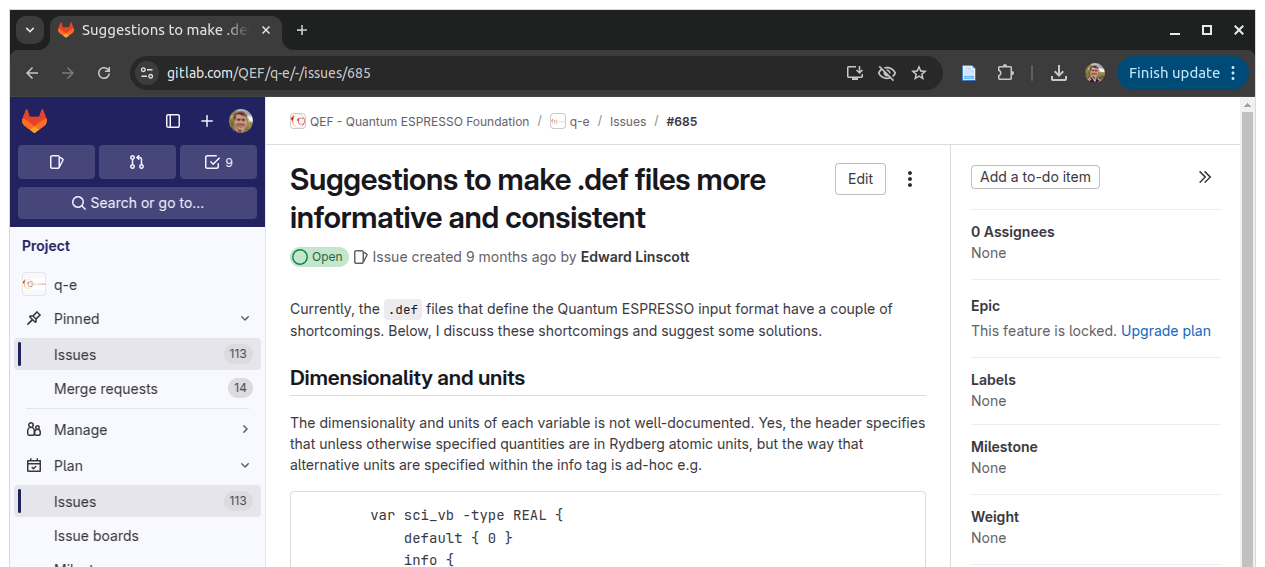 Suggestions to make .de
gitlab.com/QEF/q-e/-/issues/685
Finish update
9
Search or go to...
Project
q-e
Pinned
Issues 113
Merge requests 14
Manage
Plan
Issues 113
Issue boards
QEF - Quantum ESPRESSO Foundation / q-e / Issues / #685
Suggestions to make .def files more
informative and consistent
Edit
Open Issue created 9 months ago by Edward Linscott
Currently, the .def files that define the Quantum ESPRESSO input format have a couple of
shortcomings. Below, I discuss these shortcomings and suggest some solutions.
Dimensionality and units
The dimensionality and units of each variable is not well-documented. Yes, the header specifies
that unless otherwise specified quantities are in Rydberg atomic units, but the way that
alternative units are specified within the info tag is ad-hoc e.g.
var sci_vb -type REAL {
default { 0 }
info {
Add a to-do item
0 Assignees
None
Epic
This feature is locked. Upgrade plan
Labels
None
Milestone
None
Weight
None